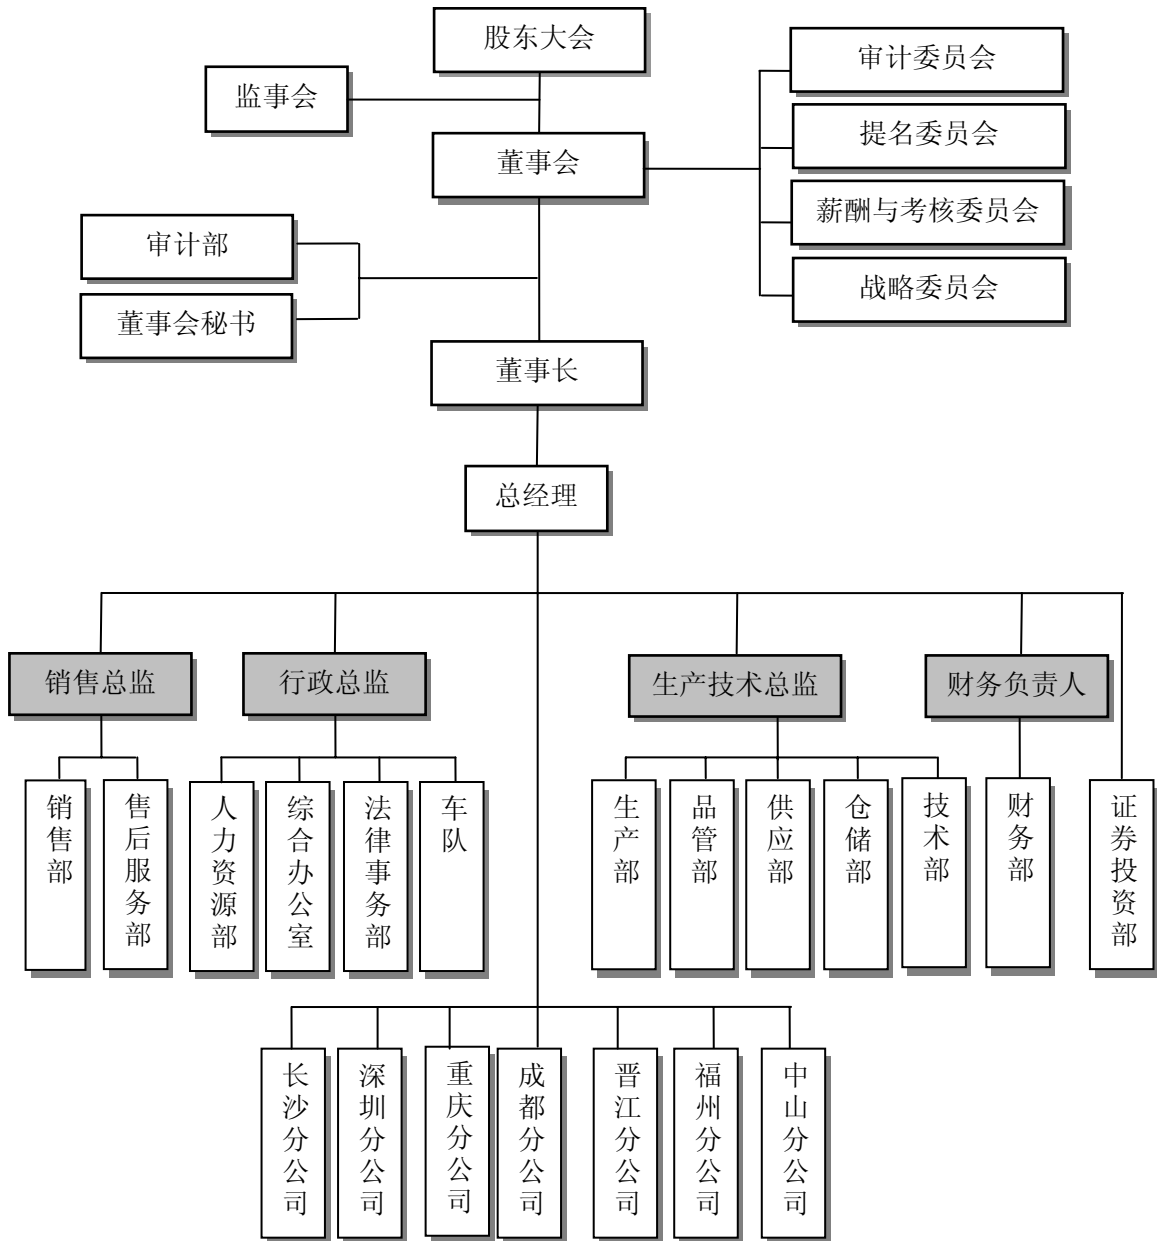 股东大会
监事会
审计委员会
提名委员会
董事会
薪酬与考核委员会
审计部
战略委员会
董事会秘书
董事长
总经理
销售总监
行政总监
生产技术总监
财务负责人
销售部
售后服务部
人力资源部
综合办公室
法律事务部
车队
生产部
品管部
供应部
仓储部
技术部
财务部
证券投资部
长沙分公司
深圳分公司
重庆分公司
成都分公司
晋江分公司
福州分公司
中山分公司